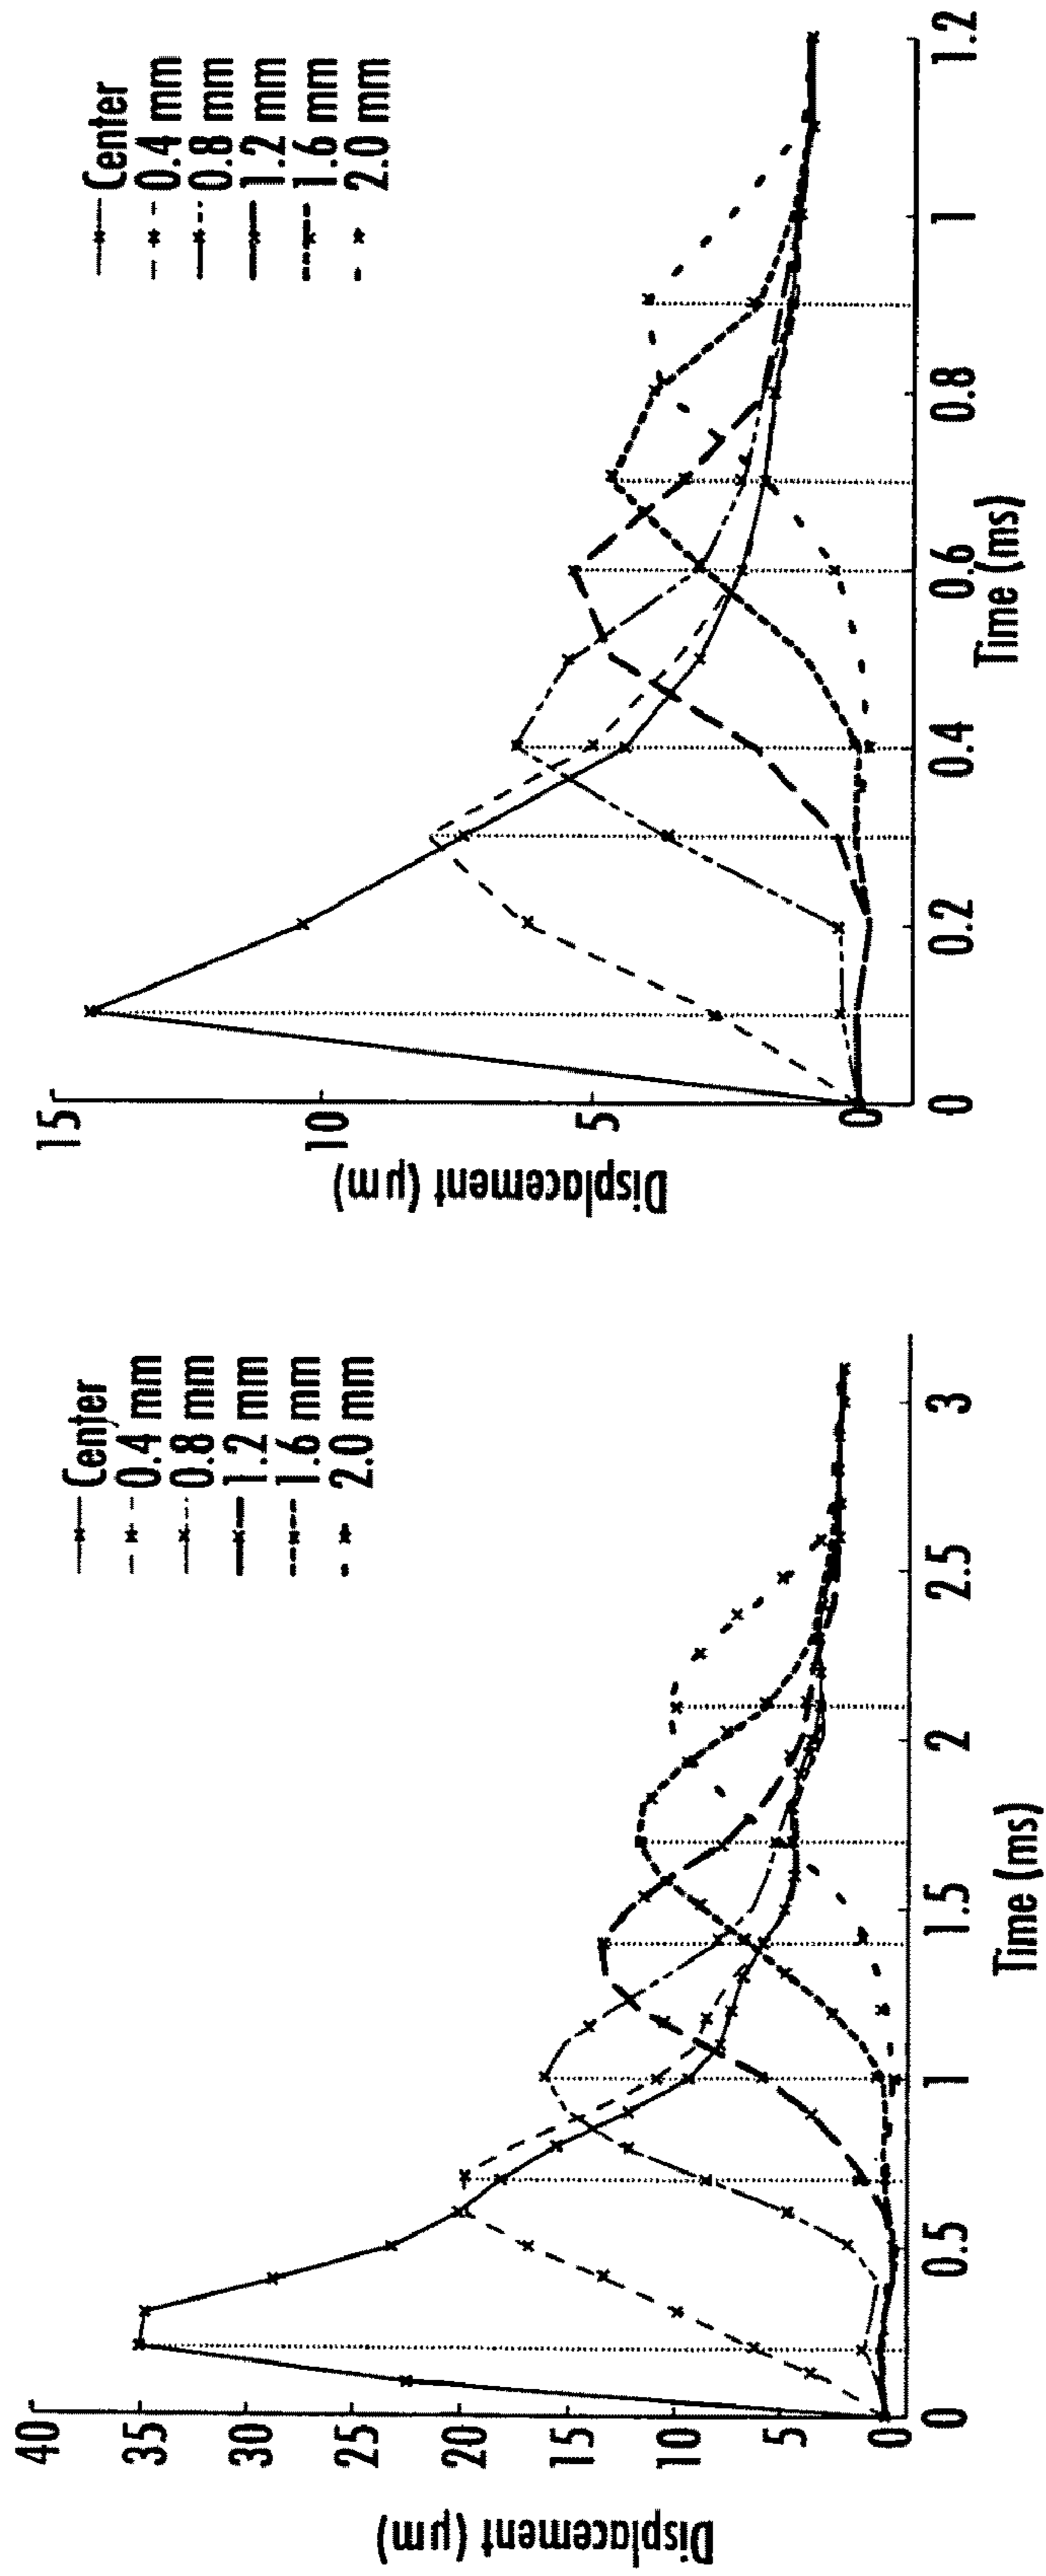 40
35
30
25
20
15
10
5
0
Displacement (µm)
0
0.5
1
1.5
2
2.5
3
Time (ms)
Center
0.4 mm
0.8 mm
1.2 mm
1.6 mm
2.0 mm
15
10
5
0
Displacement (µm)
0
0.2
0.4
0.6
0.8
1
1.2
Time (ms)
Center
0.4 mm
0.8 mm
1.2 mm
1.6 mm
2.0 mm